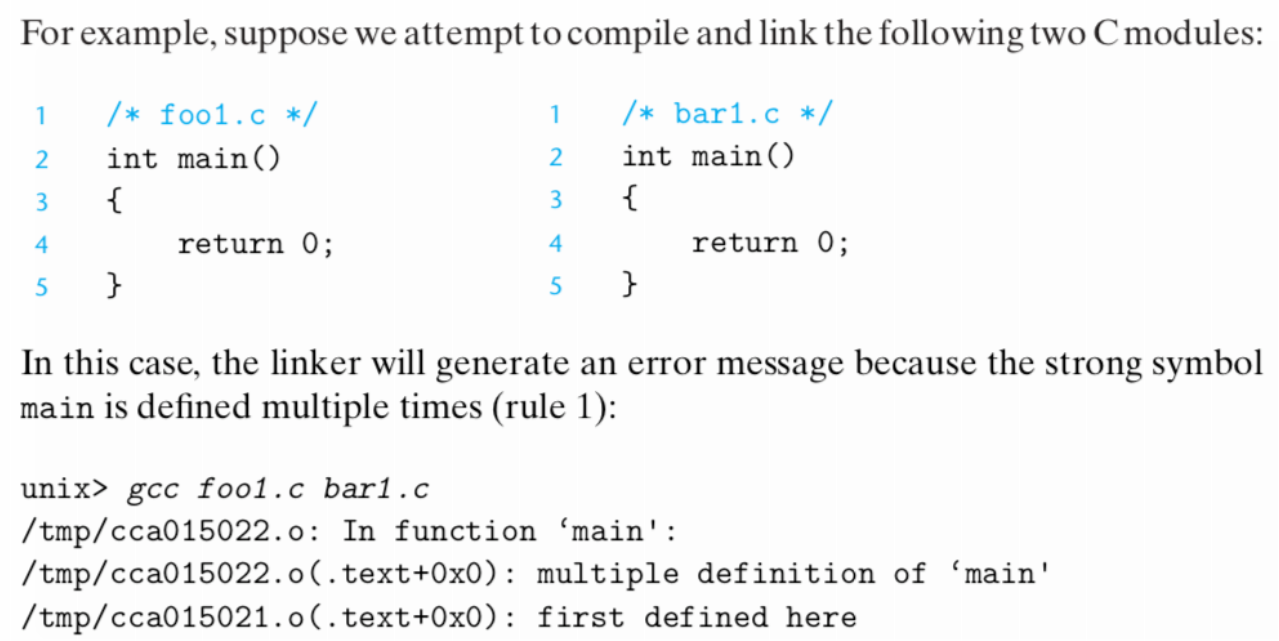 For example, suppose we attempt to compile and link the following two C modules:
1 /* foo1.c */
2 int main()
3 {
4 return 0;
5 }
1 /* bar1.c */
2 int main()
3 {
4 return 0;
5 }
In this case, the linker will generate an error message because the strong symbol
main is defined multiple times (rule 1):
unix> gcc foo1.c bar1.c
/tmp/cca015022.o: In function ‘main':
/tmp/cca015022.o(.text+0x0): multiple definition of ‘main'
/tmp/cca015021.o(.text+0x0): first defined here